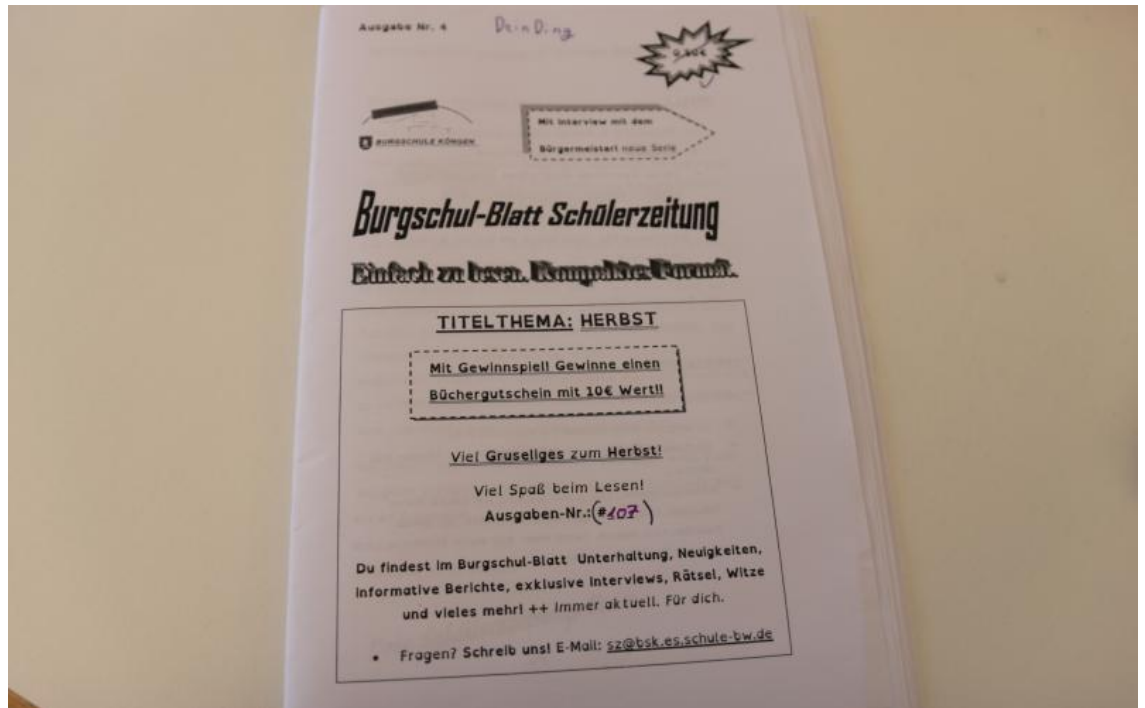 Ausgabe Nr. 4
Dein Ding
BURGSCHULE KÖNGEN
Mit Interview mit dem
Bürgermeister! neue Serie
Burgschul-Blatt Schülerzeitung
Einfach zu lesen.
TITELTHEMA: HERBST
Mit Gewinnspiel! Gewinne einen
Büchergutschein mit 10€ Wert!!
Viel Gruseliges zum Herbst!
Viel Spaß beim Lesen!
Ausgaben-Nr.:(#107)
Du findest im Burgschul-Blatt Unterhaltung, Neuigkeiten,
informative Berichte, exklusive Interviews, Rätsel, Witze
und vieles mehr! ++ Immer aktuell. Für dich.
• Fragen? Schreib uns! E-Mail: sz@bsk.es.schule-bw.de